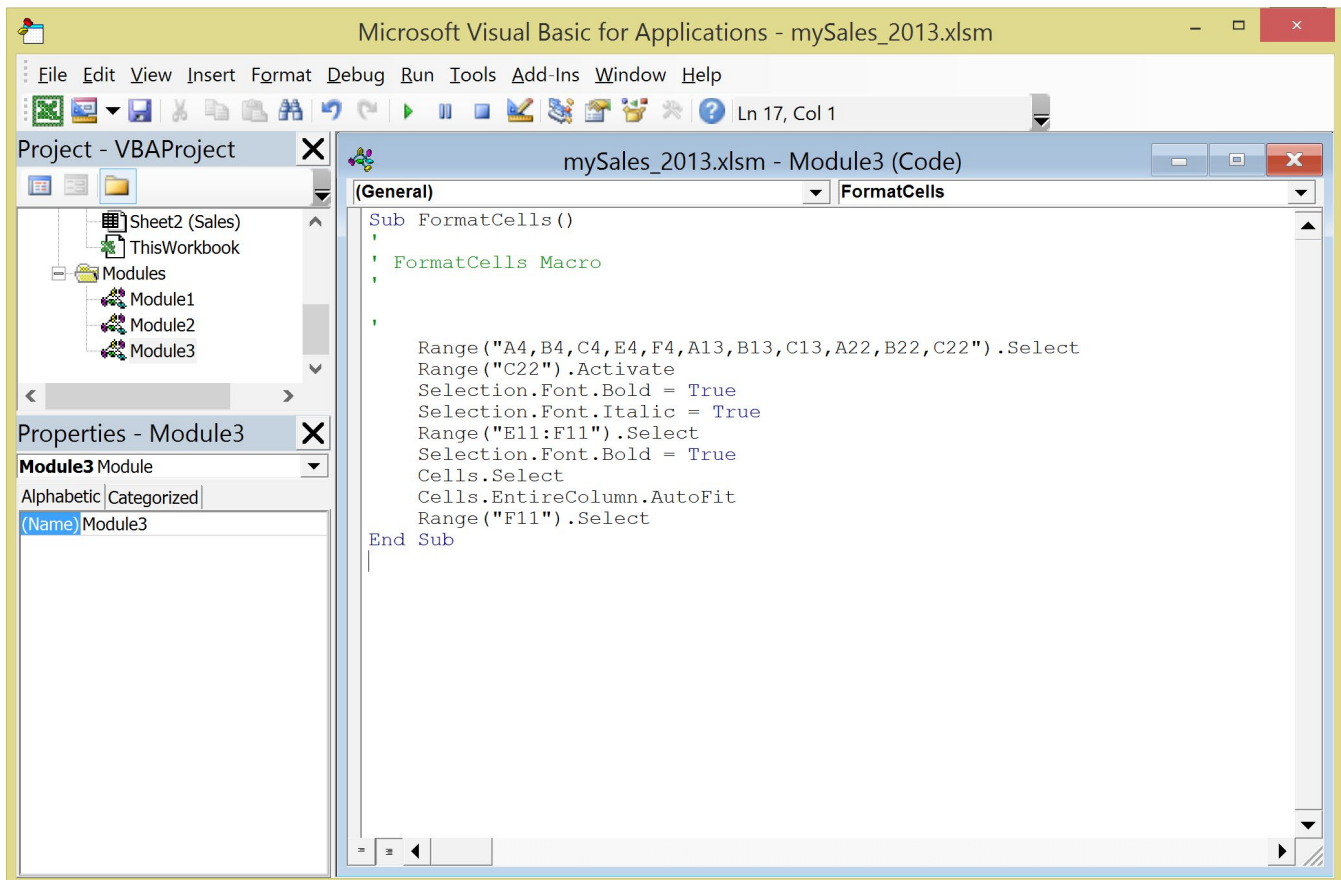 Microsoft Visual Basic for Applications - mySales_2013.xlsm
File Edit View Insert Format Debug Run Tools Add-Ins Window Help
Ln 17, Col 1
Project - VBAProject
Sheet2 (Sales)
ThisWorkbook
Modules
Module1
Module2
Module3
Properties - Module3
Module3 Module
Alphabetic Categorized
(Name) Module3
mySales_2013.xlsm - Module3 (Code)
(General) FormatCells
Sub FormatCells()
'
' FormatCells Macro
'
'
Range("A4,B4,C4,E4,F4,A13,B13,C13,A22,B22,C22").Select
Range("C22").Activate
Selection.Font.Bold = True
Selection.Font.Italic = True
Range("E11:F11").Select
Selection.Font.Bold = True
Cells.Select
Cells.EntireColumn.AutoFit
Range("F11").Select
End Sub